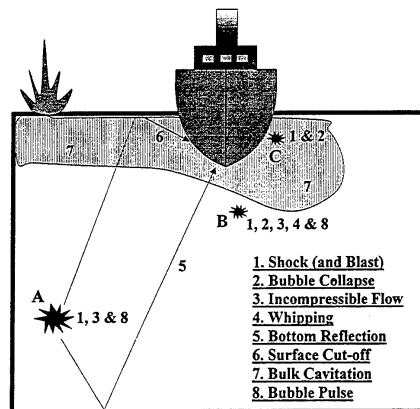 6
1 & 2
C
7
7
B
1, 2, 3, 4 & 8
5
A
1, 3 & 8
1. Shock (and Blast)
2. Bubble Collapse
3. Incompressible Flow
4. Whipping
5. Bottom Reflection
6. Surface Cut-off
7. Bulk Cavitation
8. Bubble Pulse